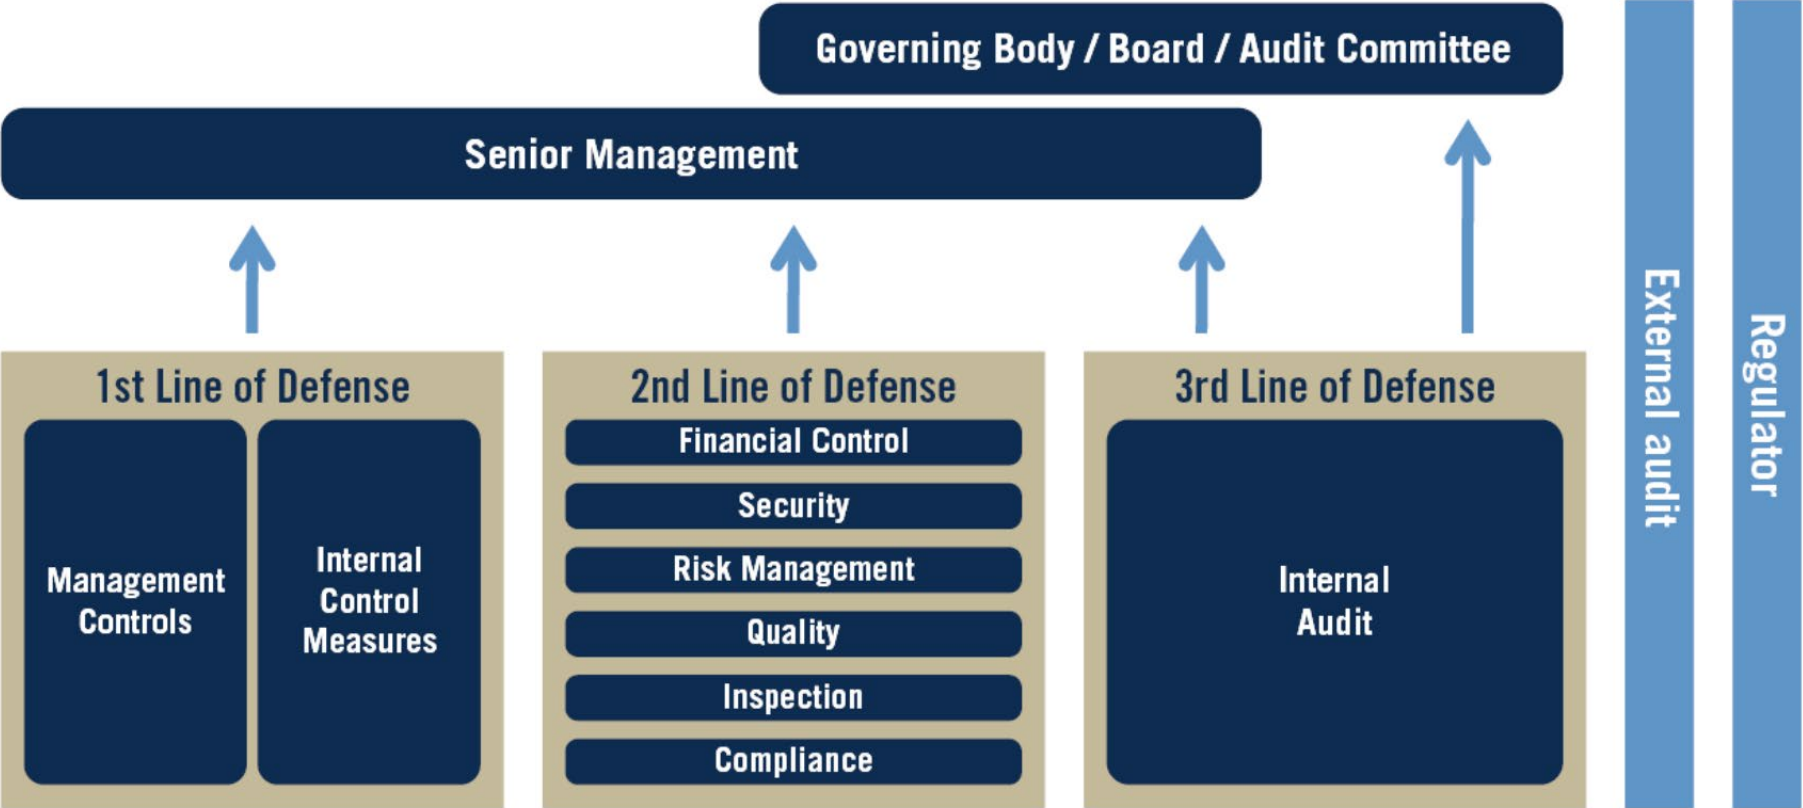 Governing Body / Board / Audit Committee
Senior Management
1st Line of Defense
Management
Controls
Internal
Control
Measures
2nd Line of Defense
Financial Control
Security
Risk Management
Quality
Inspection
Compliance
3rd Line of Defense
Internal
Audit
External audit
Regulator